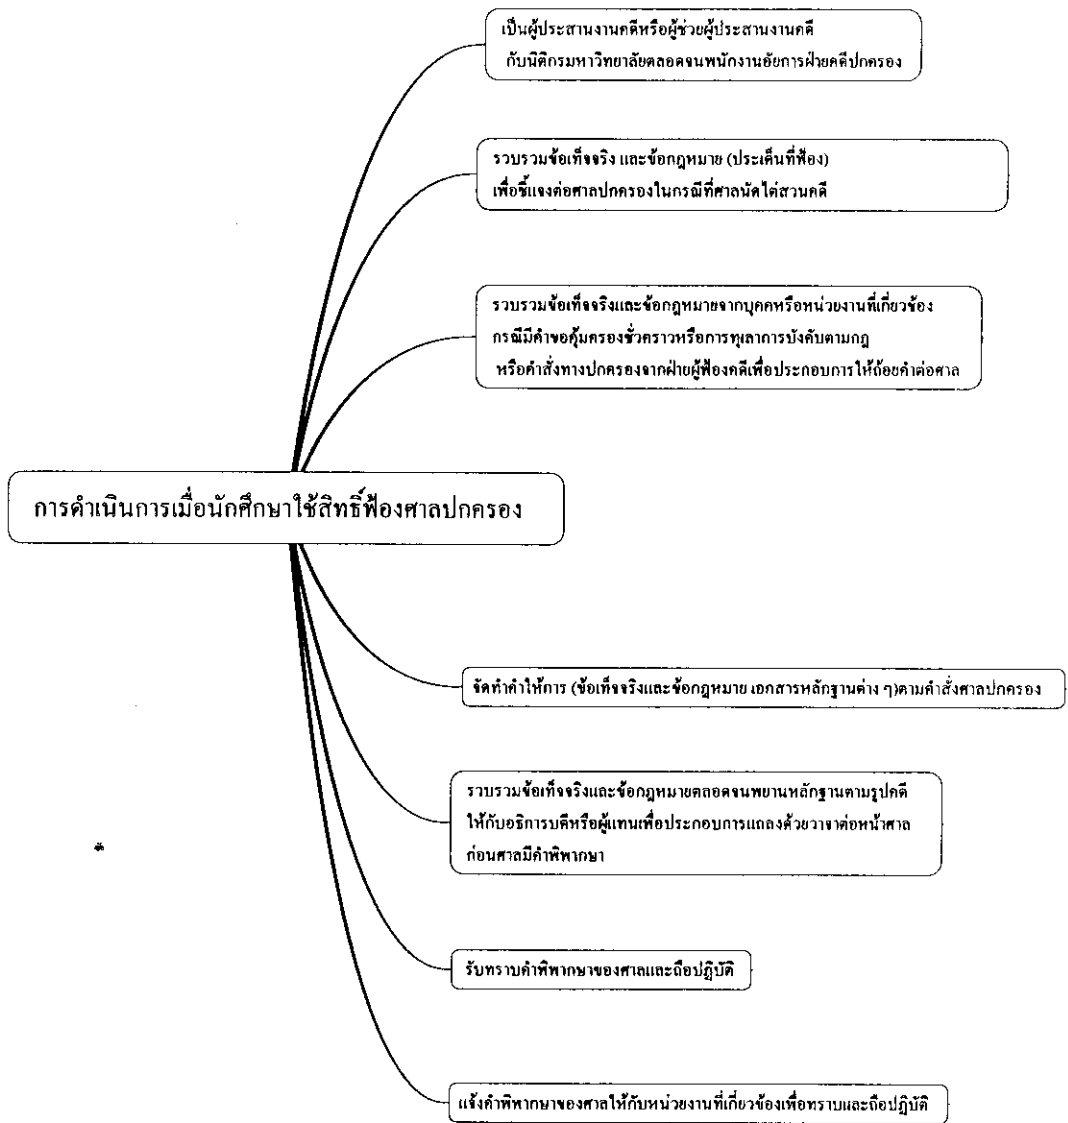 เป็นผู้ประสานงานคดีหรือผู้ช่วยผู้ประสานงานคดี
กับนิติกรมหาวิทยาลัยตลอดจนพนักงานอัยการฝ่ายคดีปกครอง
รวบรวมข้อเท็จจริง และข้อกฎหมาย (ประเด็นที่ฟ้อง)
เพื่อชี้แจงต่อศาลปกครองในกรณีที่ศาลนัดไต่สวนคดี
รวบรวมข้อเท็จจริงและข้อกฎหมายจากบุคคหรือหน่วยงานที่เกี่ยวข้อง
กรณีมีคำขอคุ้มครองชั่วคราวหรือการทุเลาการบังคับตามกฎ
หรือคำสั่งทางปกครองจากฝ่ายผู้ฟ้องคดีเพื่อประกอบการให้ถ้อยคำต่อศาล
การดำเนินการเมื่อนักศึกษาใช้สิทธิ์ฟ้องศาลปกครอง
จัดทำคำให้การ (ข้อเท็จจริงและข้อกฎหมาย เอกสารหลักฐานต่าง ๆ)ตามคำสั่งศาลปกครอง
รวบรวมข้อเท็จจริงและข้อกฎหมายตลอดจนพยานหลักฐานตามรูปคดี
ให้กับอธิการบดีหรือผู้แทนเพื่อประกอบการแถลงด้วยวาจาต่อหน้าศาล
ก่อนศาลมีคำพิพากษา
รับทราบคำพิพากษาของศาลและถือปฏิบัติ
แจ้งคำพิพากษาของศาลให้กับหน่วยงานที่เกี่ยวข้องเพื่อทราบและถือปฏิบัติ